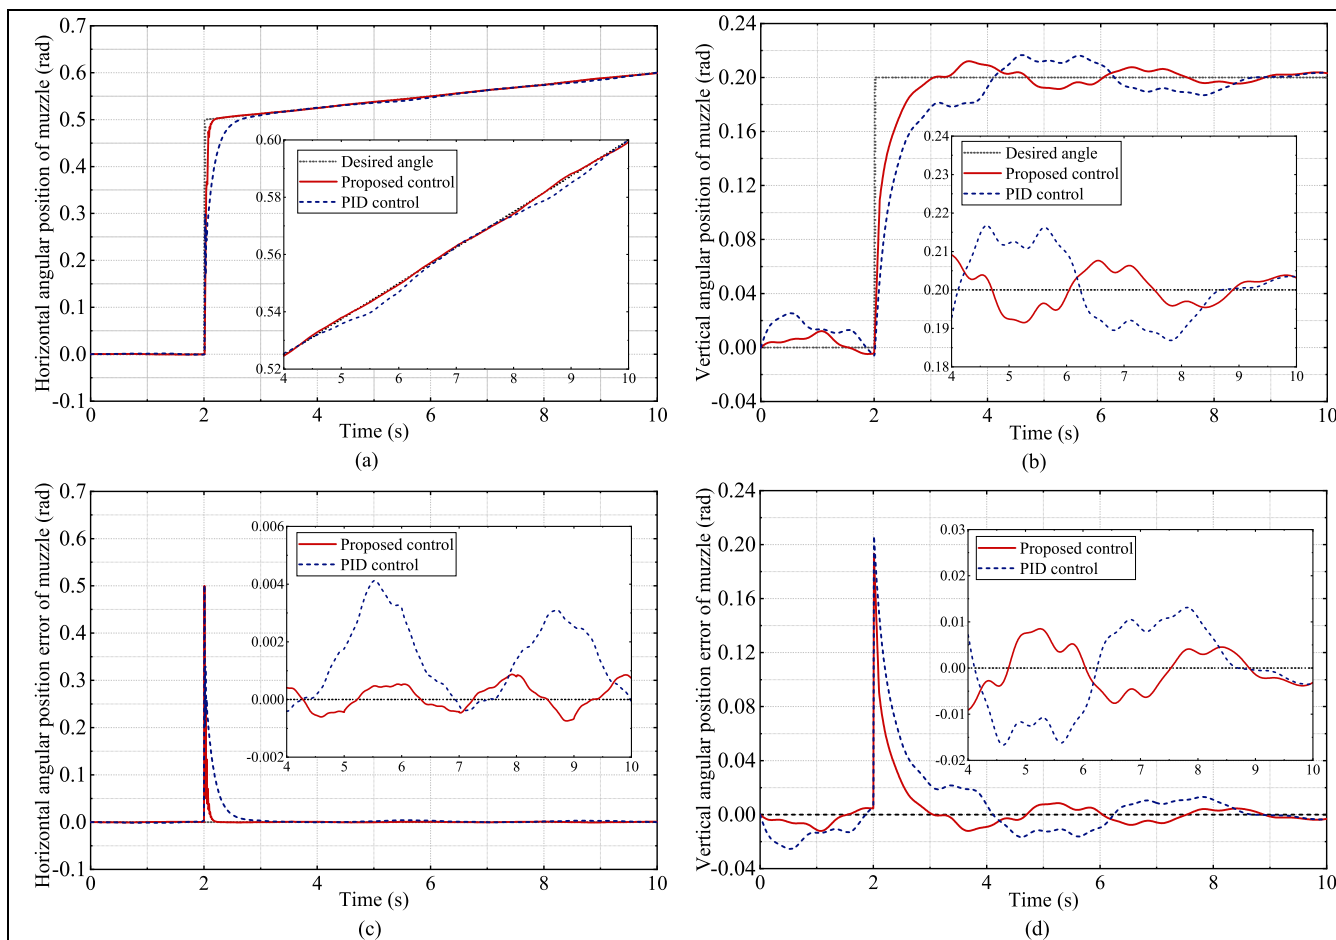 Horizontal angular position of muzzle (rad)
0.7
0.6
0.5
0.4
0.3
0.2
0.1
0.0
-0.1
0 2 4 6 8 10
Time (s)
(a)
Desired angle
Proposed control
PID control
0.60
0.58
0.56
0.54
0.52
4 5 6 7 8 9 10
Vertical angular position of muzzle (rad)
0.24
0.20
0.16
0.12
0.08
0.04
0.00
-0.04
0 2 4 6 8 10
Time (s)
(b)
Desired angle
Proposed control
PID control
0.24
0.23
0.22
0.21
0.20
0.19
0.18
4 5 6 7 8 9 10
Horizontal angular position error of muzzle (rad)
0.7
0.6
0.5
0.4
0.3
0.2
0.1
0.0
-0.1
0 2 4 6 8 10
Time (s)
(c)
Proposed control
PID control
0.006
0.004
0.002
0.000
-0.002
4 5 6 7 8 9 10
Vertical angular position error of muzzle (rad)
0.24
0.20
0.16
0.12
0.08
0.04
0.00
-0.04
0 2 4 6 8 10
Time (s)
(d)
Proposed control
PID control
0.03
0.02
0.01
0.00
-0.01
-0.02
4 5 6 7 8 9 10